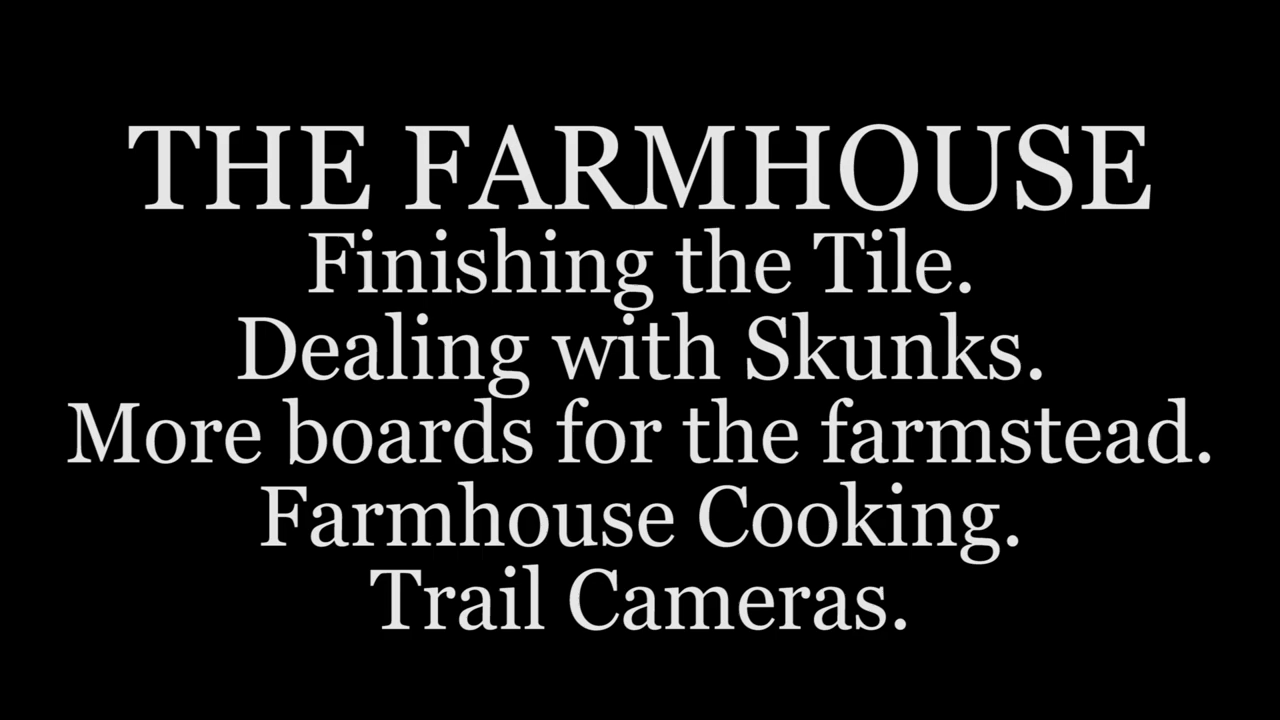 THE FARMHOUSE
Finishing the Tile.
Dealing with Skunks.
More boards for the farmstead.
Farmhouse Cooking.
Trail Cameras.